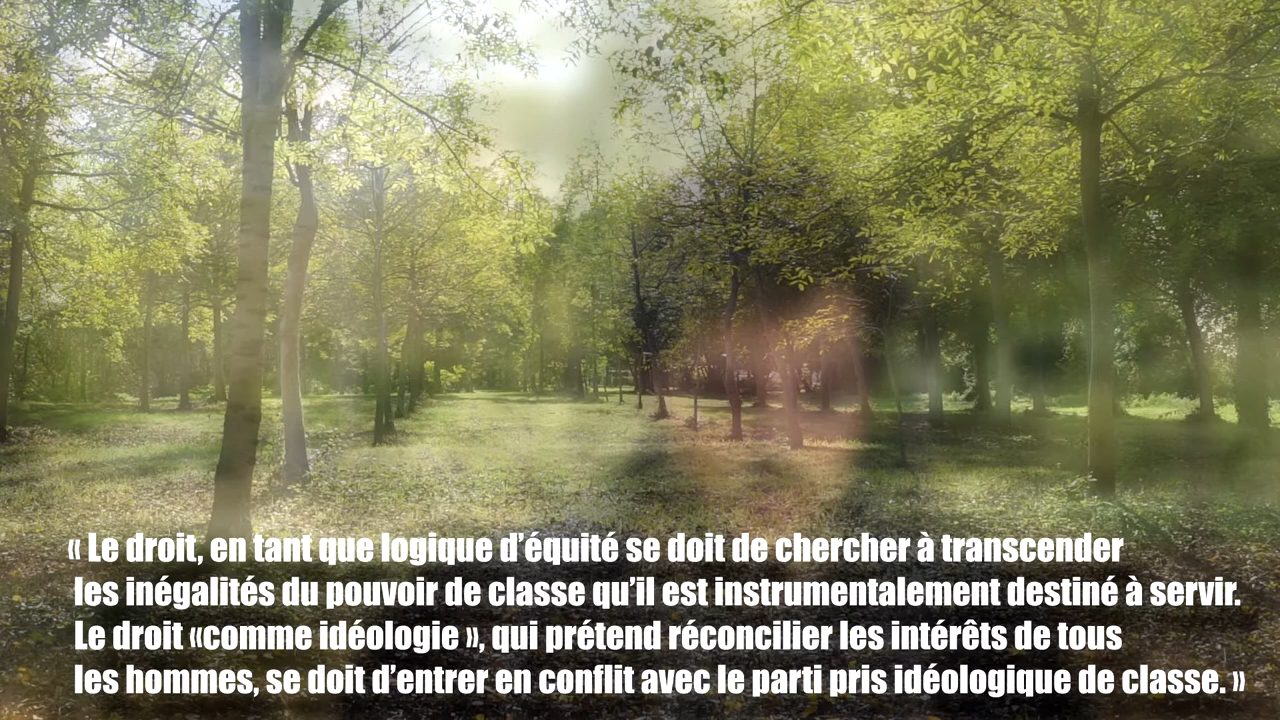 « Le droit, en tant que logique d’équité se doit de chercher à transcender
les inégalités du pouvoir de classe qu’il est instrumentalement destiné à servir.
Le droit «comme idéologie », qui prétend réconcilier les intérêts de tous
les hommes, se doit d’entrer en conflit avec le parti pris idéologique de classe. »